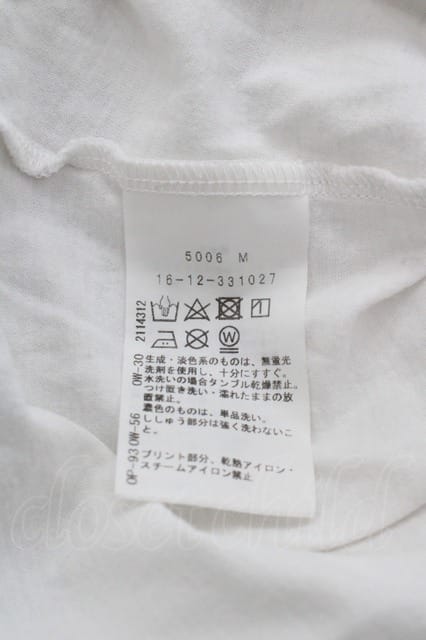 5006 M
16-12-331027
生成・淡色系のものは、無蛍光
洗剤を使用し、十分にすすぐ。
水洗いの場合タンブル乾燥禁止。
つけ置き洗い・濡れたままの放
置禁止。
濃色のものは、単品洗い。
ししゅう部分は強く洗わないこ
と。
プリント部分、乾熱アイロン・
スチームアイロン禁止
OP-93 OW-56 OW-30 2114312
closet child